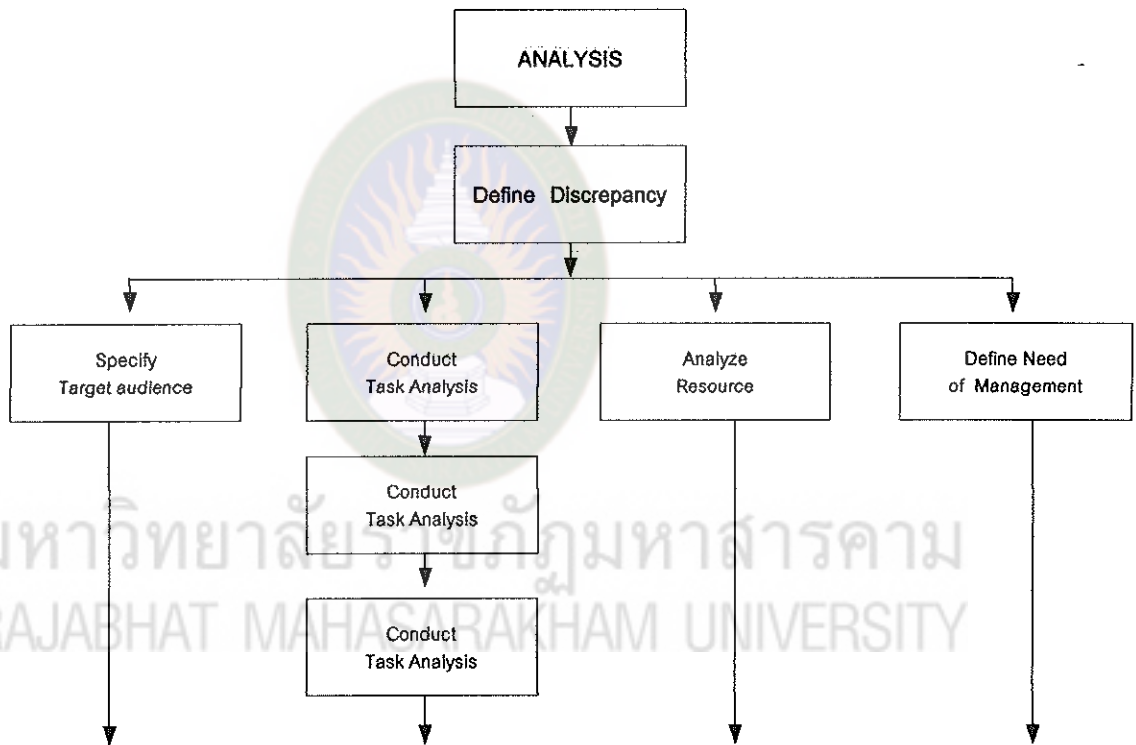 ANALYSIS
Define Discrepancy
Specify
Target audience
Conduct
Task Analysis
Analyze
Resource
Define Need
of Management
Conduct
Task Analysis
Conduct
Task Analysis
มหาวิทยาลัยราชภัฏมหาสารคาม
RAJABHAT MAHASARAKHAM UNIVERSITY